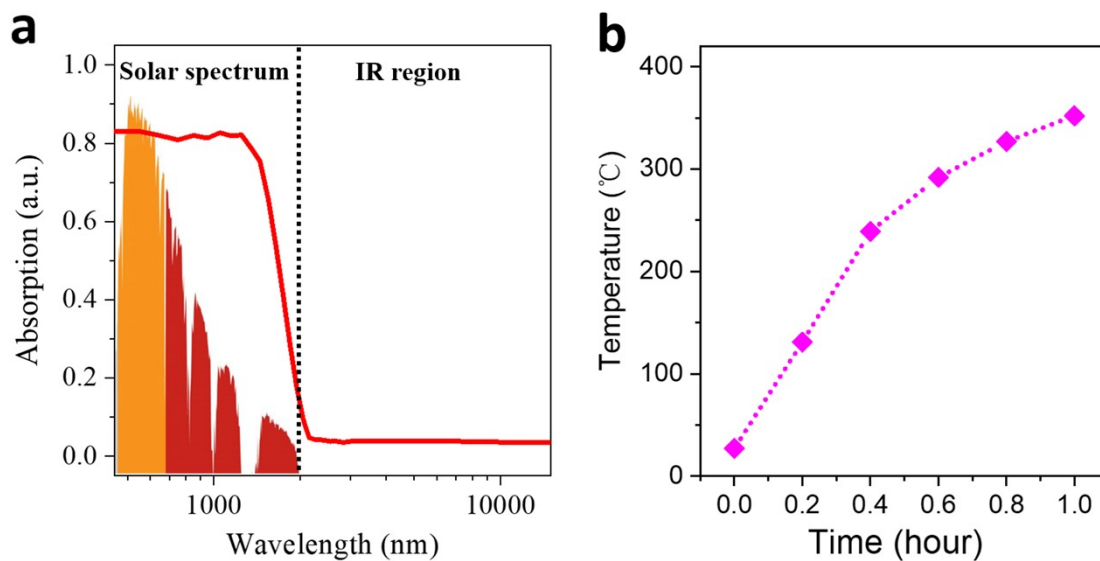 a
Absorption (a.u.)
1.0
0.8
0.6
0.4
0.2
0.0
Solar spectrum
IR region
1000
10000
Wavelength (nm)
b
Temperature (℃)
400
300
200
100
0
0.0
0.2
0.4
0.6
0.8
1.0
Time (hour)